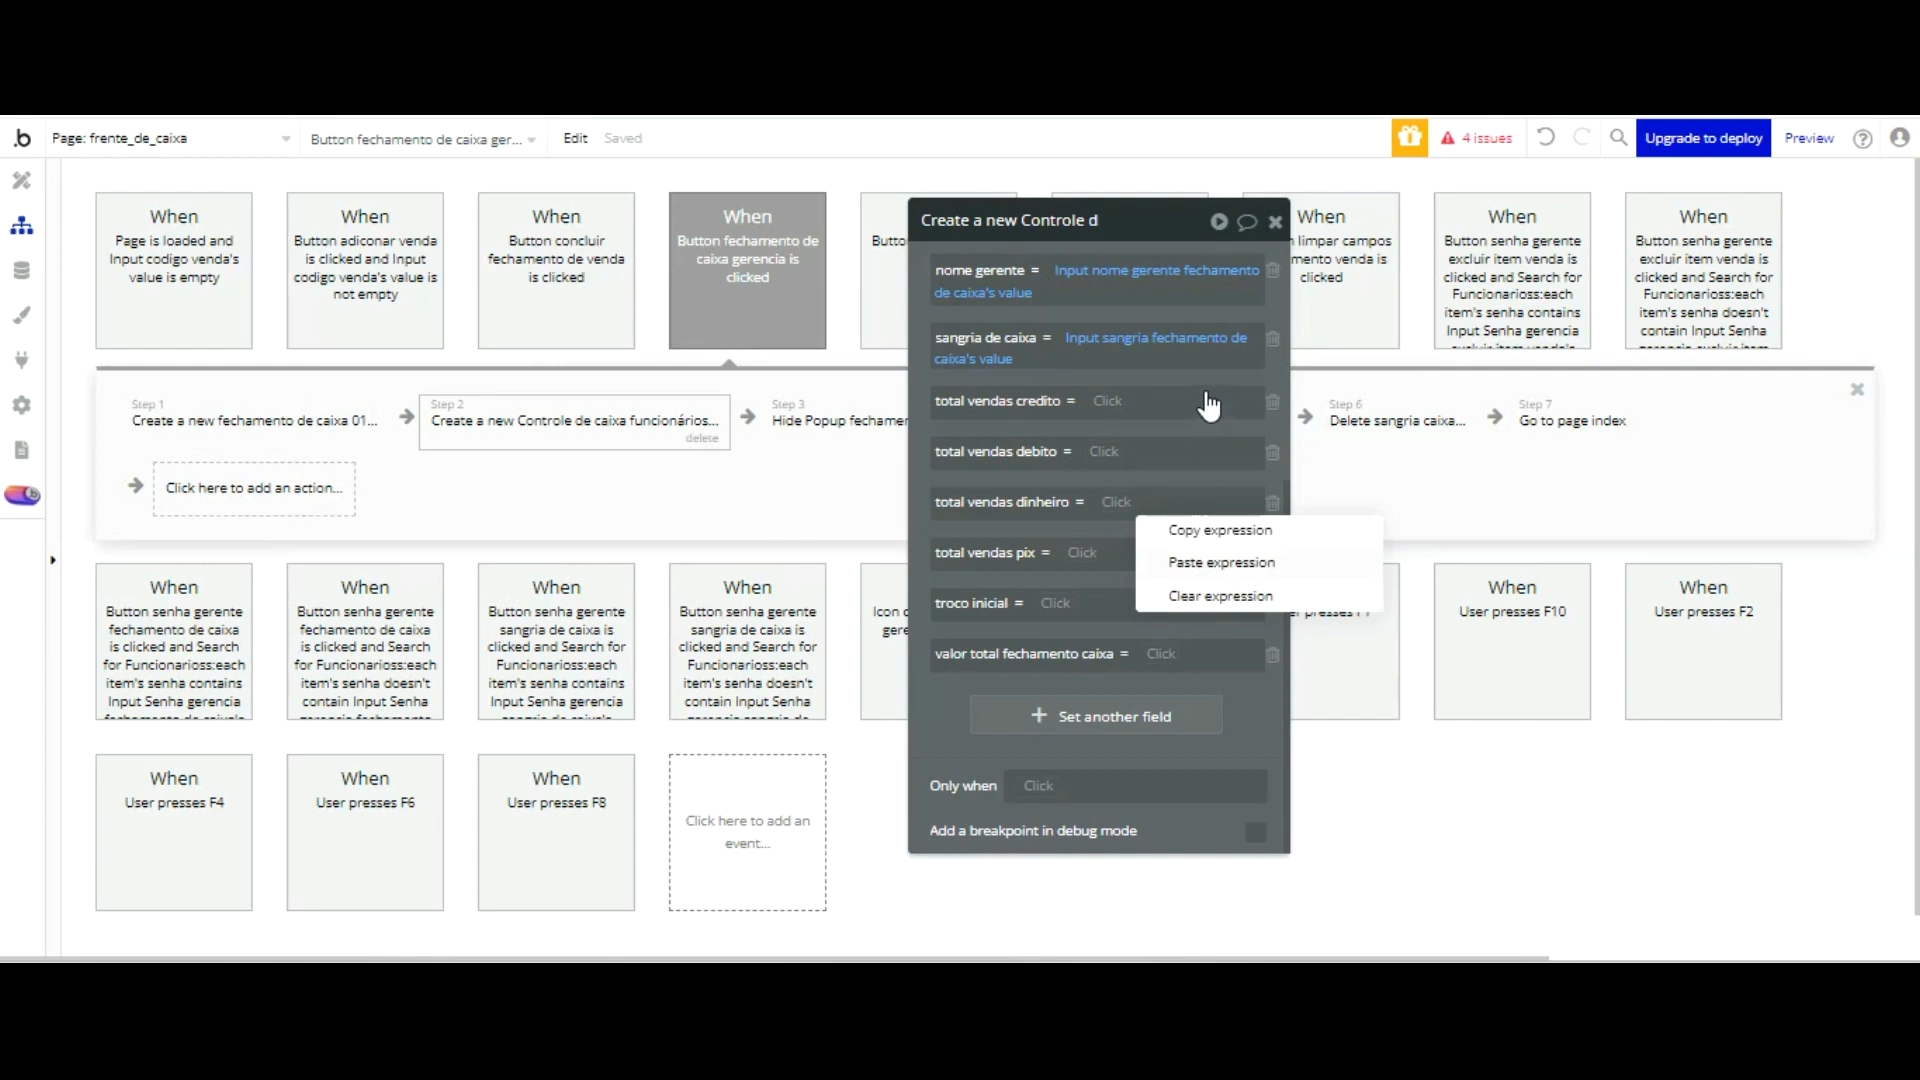 .b Page: frente_de_caixa Button fechamento de caixa ger... Edit Saved 4 issues Upgrade to deploy Preview
When
Page is loaded and
Input codigo venda's
value is empty
When
Button adiconar venda
is clicked and Input
codigo venda's value is
not empty
When
Button concluir
fechamento de venda
is clicked
When
Button fechamento de
caixa gerencia is
clicked
When
limpar campos
venda is
clicked
When
Button senha gerente
excluir item venda is
clicked and Search for
Funcionarioss:each
item's senha contains
Input Senha gerencia
When
Button senha gerente
excluir item venda is
clicked and Search for
Funcionarioss:each
item's senha doesn't
contain Input Senha
Step 1
Create a new fechamento de caixa 01...
Step 2
Create a new Controle de caixa funcionários...
delete
Step 3
Hide Popup fechamen
Step 6
Delete sangria caixa...
Step 7
Go to page index
Click here to add an action...
Create a new Controle d
nome gerente = Input nome gerente fechamento
de caixa's value
sangria de caixa = Input sangria fechamento de
caixa's value
total vendas credito = Click
total vendas debito = Click
total vendas dinheiro = Click
total vendas pix = Click
troco inicial = Click
valor total fechamento caixa = Click
Set another field
Only when Click
Add a breakpoint in debug mode
Copy expression
Paste expression
Clear expression
When
Button senha gerente
fechamento de caixa
is clicked and Search
for Funcionarioss:each
item's senha contains
Input Senha gerencia
When
Button senha gerente
fechamento de caixa
is clicked and Search
for Funcionarioss:each
item's senha doesn't
contain Input Senha
When
Button senha gerente
sangria de caixa is
clicked and Search for
Funcionarioss:each
item's senha contains
Input Senha gerencia
When
Button senha gerente
sangria de caixa is
clicked and Search for
Funcionarioss:each
item's senha doesn't
contain Input Senha
When
User presses F10
When
User presses F2
When
User presses F4
When
User presses F6
When
User presses F8
Click here to add an
event...